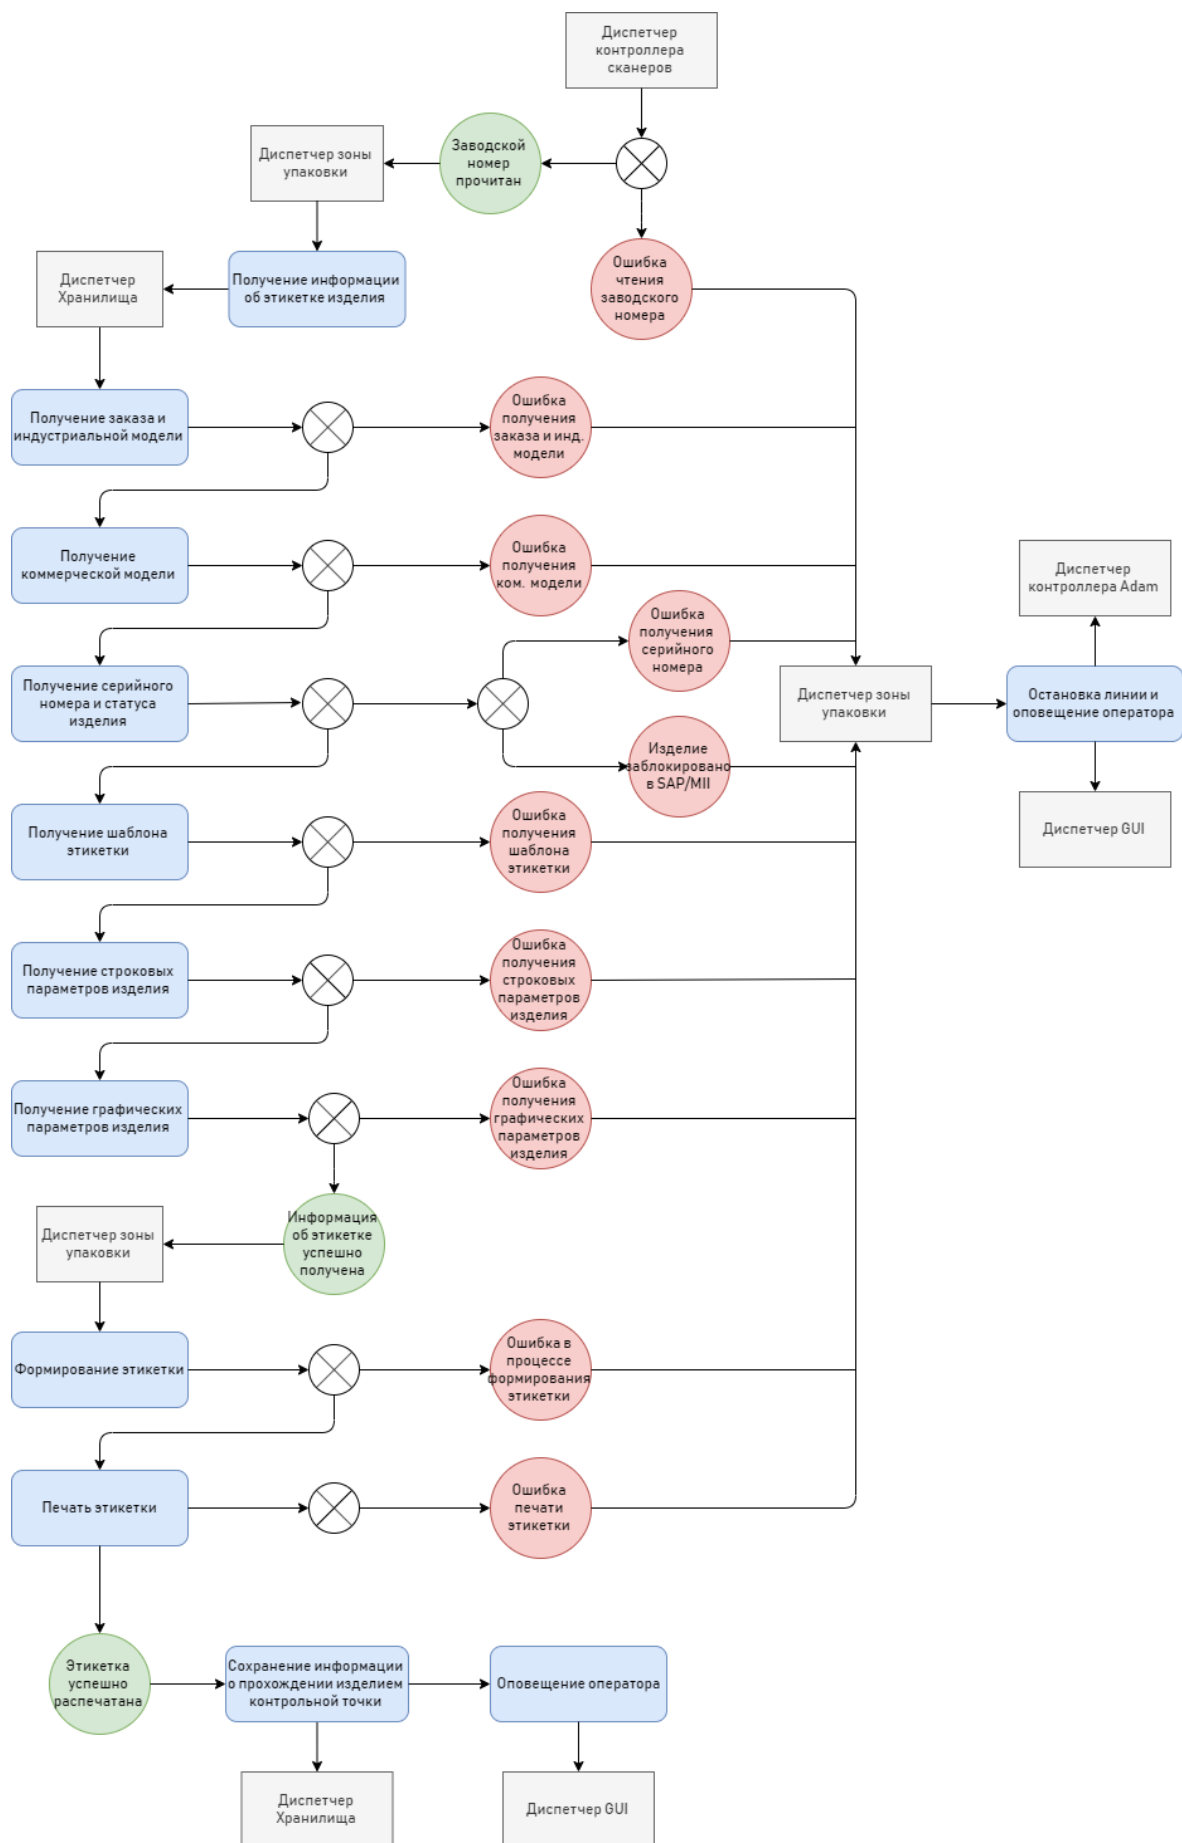 Диспетчер
контроллера
сканеров
Заводской
номер
прочитан
Диспетчер зоны
упаковки
Ошибка
чтения
заводского
номера
Получение информации
об этикетке изделия
Диспетчер
Хранилища
Получение заказа и
индустриальной модели
Ошибка
получения
заказа и инд.
модели
Получение
коммерческой модели
Ошибка
получения
ком. модели
Диспетчер
контроллера Adam
Ошибка
получения
серийного
номера
Получение серийного
номера и статуса
изделия
Диспетчер зоны
упаковки
Остановка линии и
оповещение оператора
Изделие
заблокировано
в SAP/MII
Диспетчер GUI
Получение шаблона
этикетки
Ошибка
получения
шаблона
этикетки
Получение строковых
параметров изделия
Ошибка
получения
строковых
параметров
изделия
Получение графических
параметров изделия
Ошибка
получения
графических
параметров
изделия
Диспетчер зоны
упаковки
Информация
об этикетке
успешно
получена
Формирование этикетки
Ошибка в
процессе
формирования
этикетки
Печать этикетки
Ошибка
печати
этикетки
Этикетка
успешно
распечатана
Сохранение информации
о прохождении изделием
контрольной точки
Оповещение оператора
Диспетчер
Хранилища
Диспетчер GUI